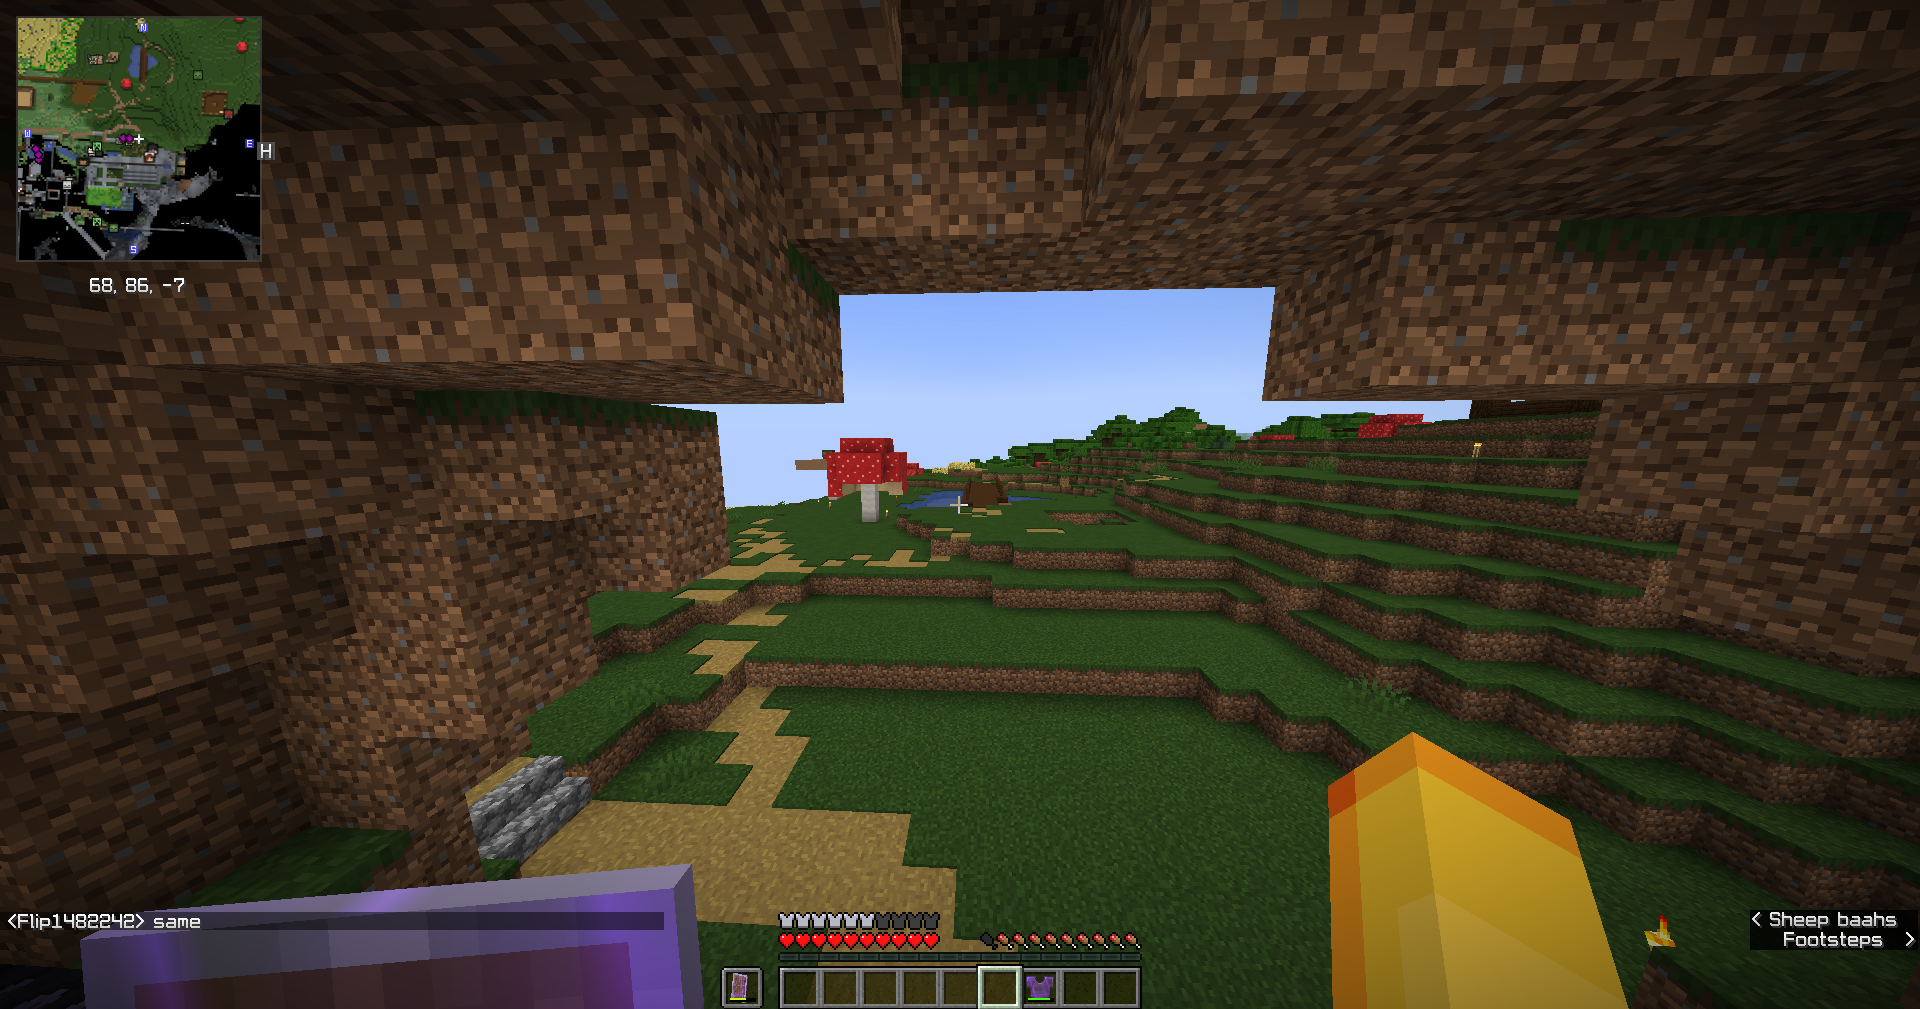 N
W
E
H
S
68, 86, -7
<Flip1482242> same
< Sheep baahs
Footsteps >